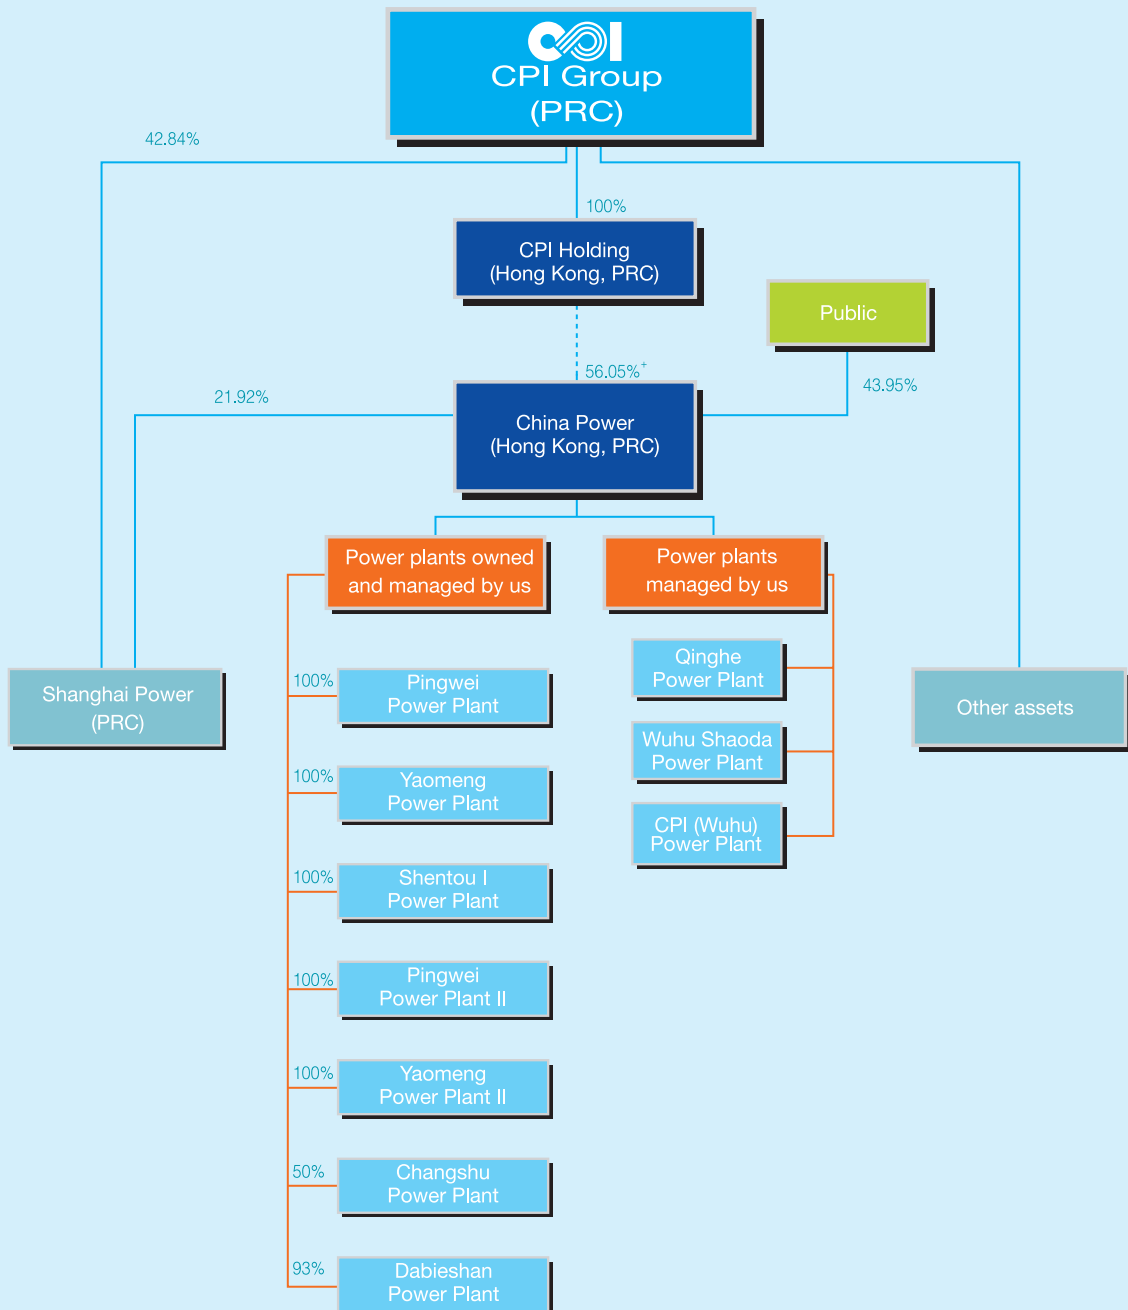 CPI
CPI Group
(PRC)
42.84%
100%
CPI Holding
(Hong Kong, PRC)
Public
56.05%+
43.95%
21.92%
China Power
(Hong Kong, PRC)
Power plants owned
and managed by us
Power plants
managed by us
Shanghai Power
(PRC)
Other assets
100%
Pingwei
Power Plant
100%
Yaomeng
Power Plant
100%
Shentou I
Power Plant
100%
Pingwei
Power Plant II
100%
Yaomeng
Power Plant II
50%
Changshu
Power Plant
93%
Dabieshan
Power Plant
Qinghe
Power Plant
Wuhu Shaoda
Power Plant
CPI (Wuhu)
Power Plant